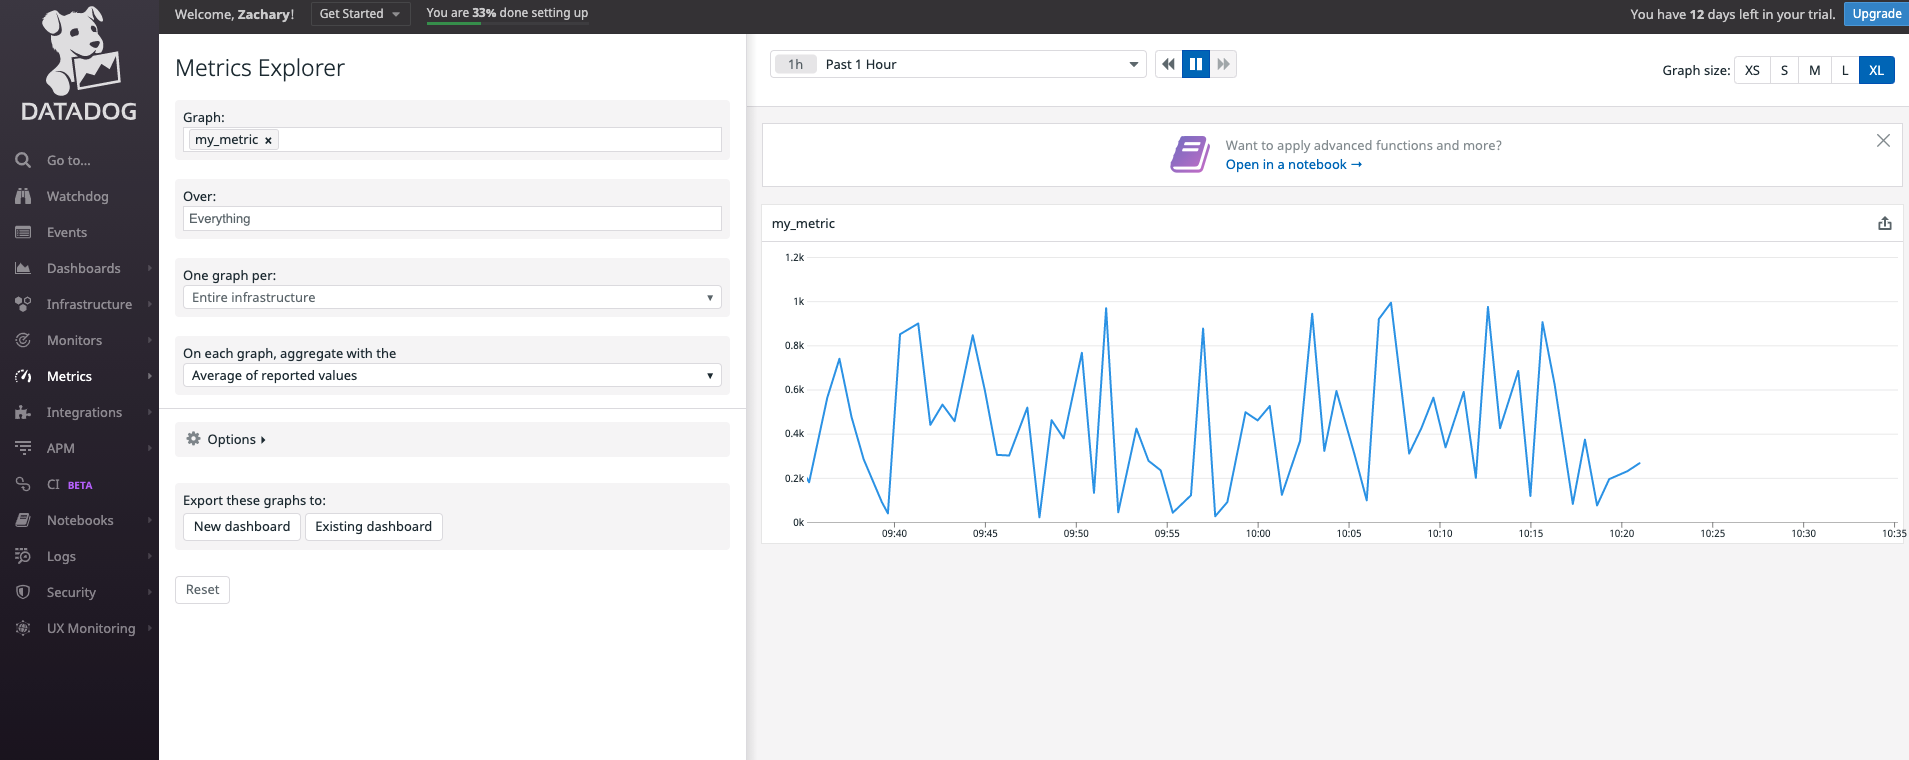 Welcome, Zachary!
Get Started
You are 33% done setting up
You have 12 days left in your trial.
Upgrade
DATADOG
Go to...
Watchdog
Events
Dashboards
Infrastructure
Monitors
Metrics
Integrations
APM
CI BETA
Notebooks
Logs
Security
UX Monitoring
Metrics Explorer
Graph:
my_metric ×
Over:
Everything
One graph per:
Entire infrastructure
On each graph, aggregate with the
Average of reported values
Options
Export these graphs to:
New dashboard
Existing dashboard
Reset
1h Past 1 Hour
Graph size: XS S M L XL
Want to apply advanced functions and more?
Open in a notebook →
my_metric
1.2k
1k
0.8k
0.6k
0.4k
0.2k
0k
09:40 09:45 09:50 09:55 10:00 10:05 10:10 10:15 10:20 10:25 10:30 10:35